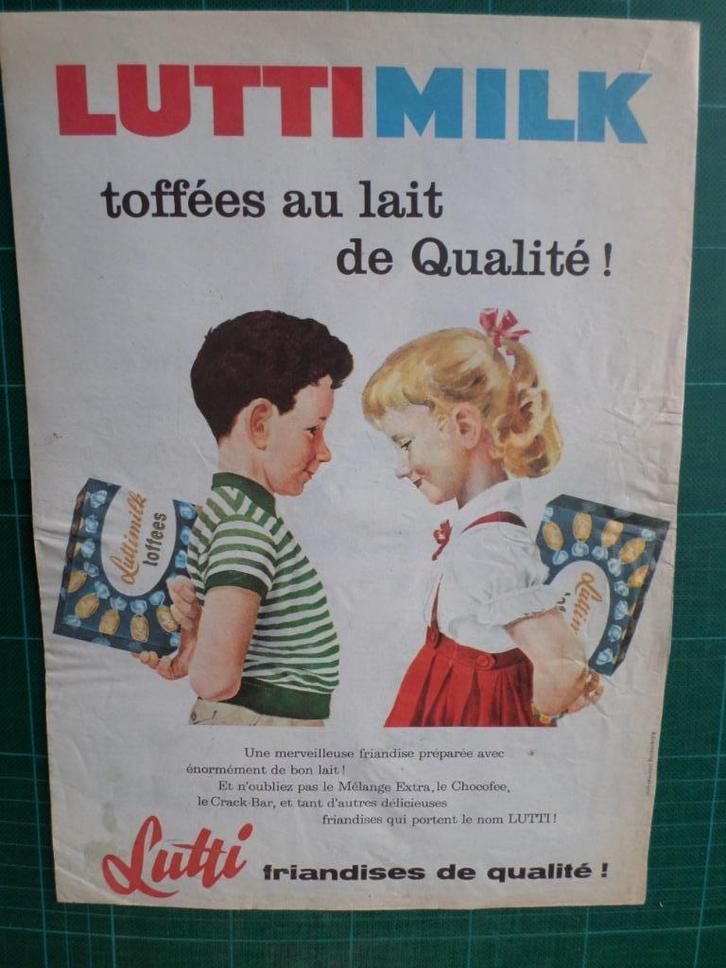 LUTTIMILK
toffées au lait
de Qualité !
Luttimilk
toffees
Luttim
Une merveilleuse friandise préparée avec
énormément de bon lait !
Et n'oubliez pas le Mélange Extra, le Chocofee,
le Crack-Bar, et tant d'autres délicieuses
friandises qui portent le nom LUTTI !
Lutti friandises de qualité !